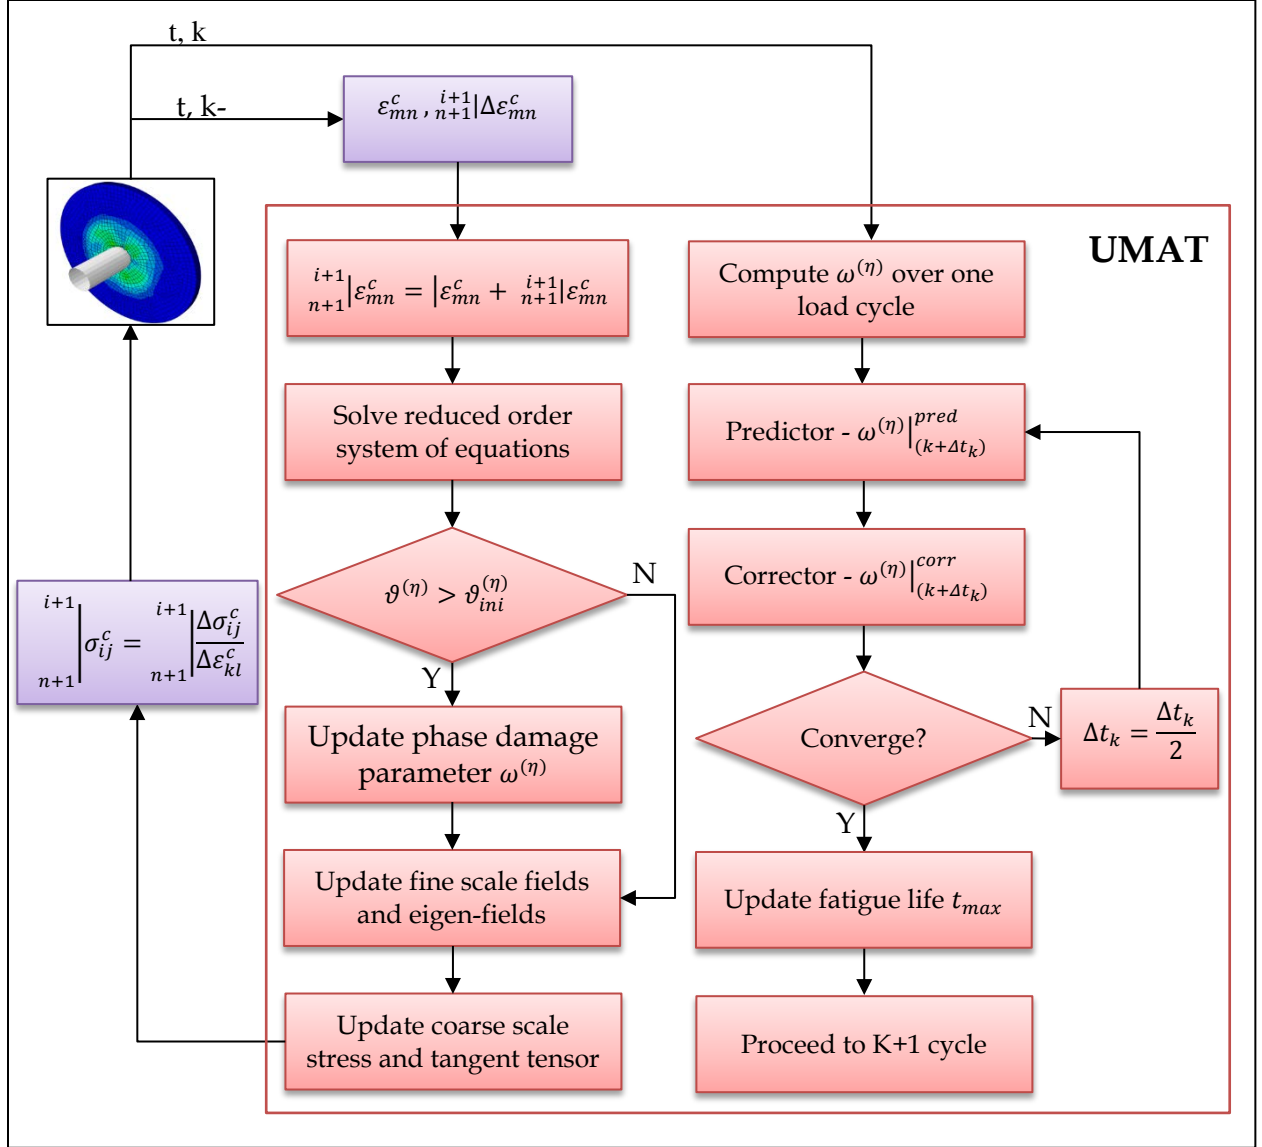 t, k
t, k-
ε^c_mn , ^{i+1}_{n+1}|Δε^c_mn
UMAT
^{i+1}_{n+1}|ε^c_mn = |ε^c_mn + ^{i+1}_{n+1}|ε^c_mn
Solve reduced order
system of equations
ϑ^(η) > ϑ^(η)_ini
N
Y
Update phase damage
parameter ω^(η)
Update fine scale fields
and eigen-fields
Update coarse scale
stress and tangent tensor
^{i+1}_{n+1}|σ^c_ij = ^{i+1}_{n+1}|Δσ^c_ij / Δε^c_kl
Compute ω^(η) over one
load cycle
Predictor - ω^(η)|^pred_(k+Δt_k)
Corrector - ω^(η)|^corr_(k+Δt_k)
Converge?
N
Δt_k = Δt_k / 2
Y
Update fatigue life t_max
Proceed to K+1 cycle